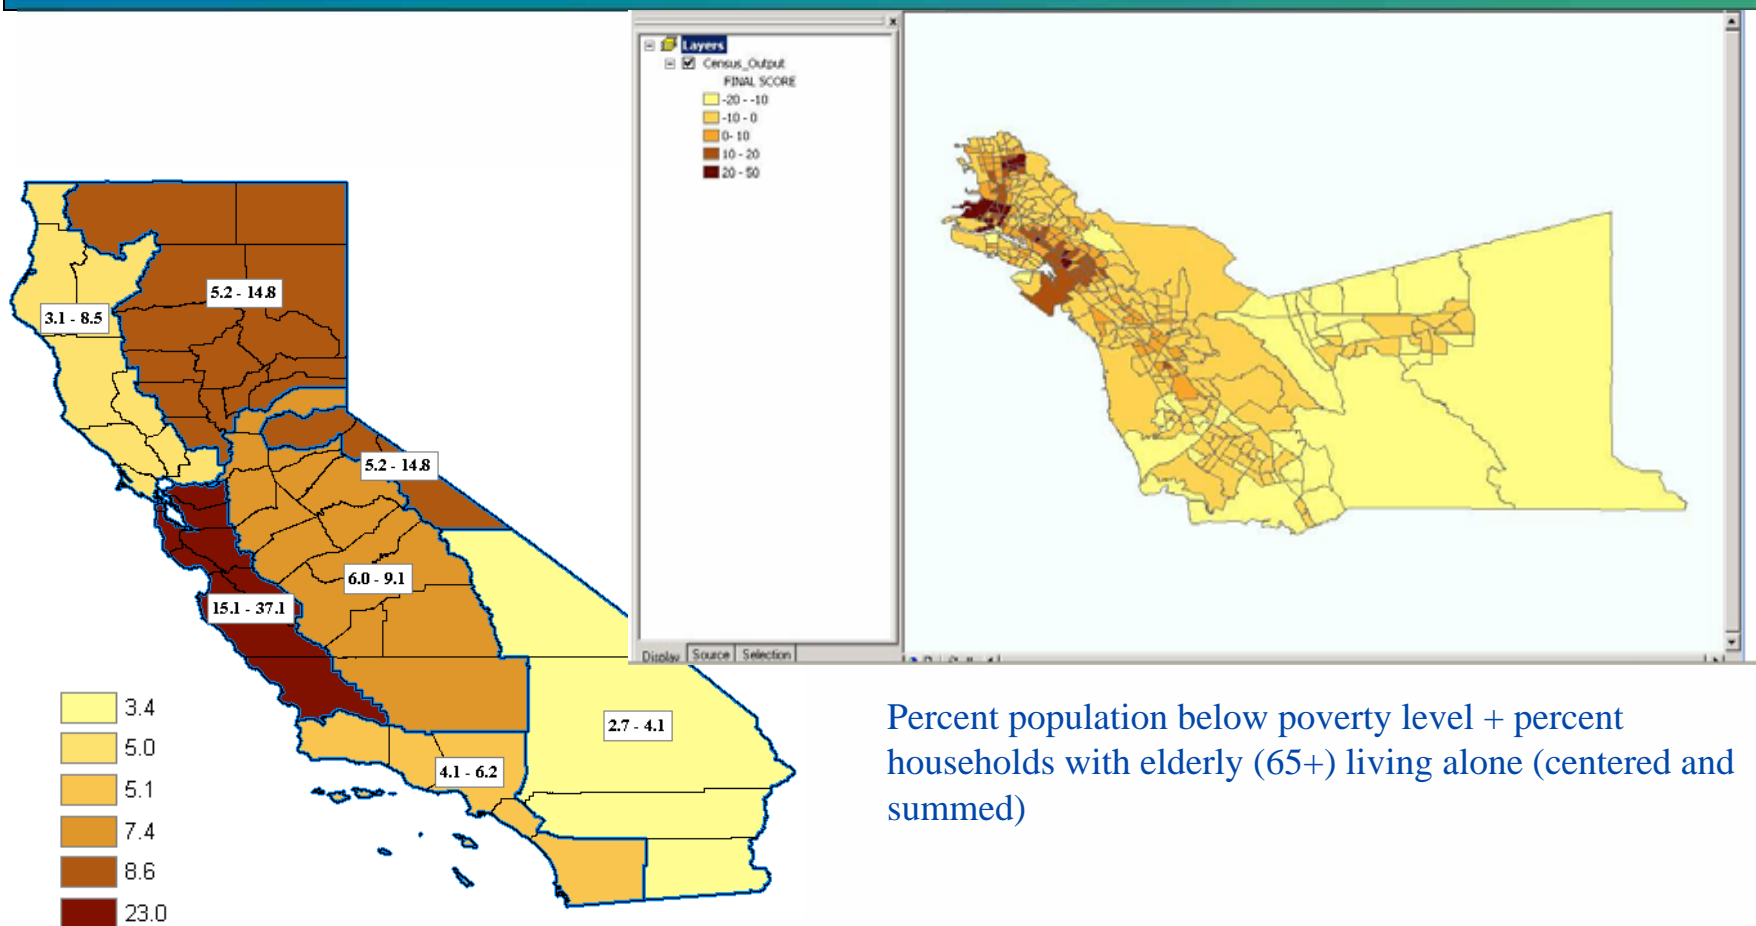 Layers
Census_Output
FINAL SCORE
-20 - -10
-10 - 0
0 - 10
10 - 20
20 - 50
Display Source Selection
5.2 - 14.8
3.1 - 8.5
5.2 - 14.8
6.0 - 9.1
15.1 - 37.1
2.7 - 4.1
4.1 - 6.2
3.4
5.0
5.1
7.4
8.6
23.0
Percent population below poverty level + percent
households with elderly (65+) living alone (centered and
summed)